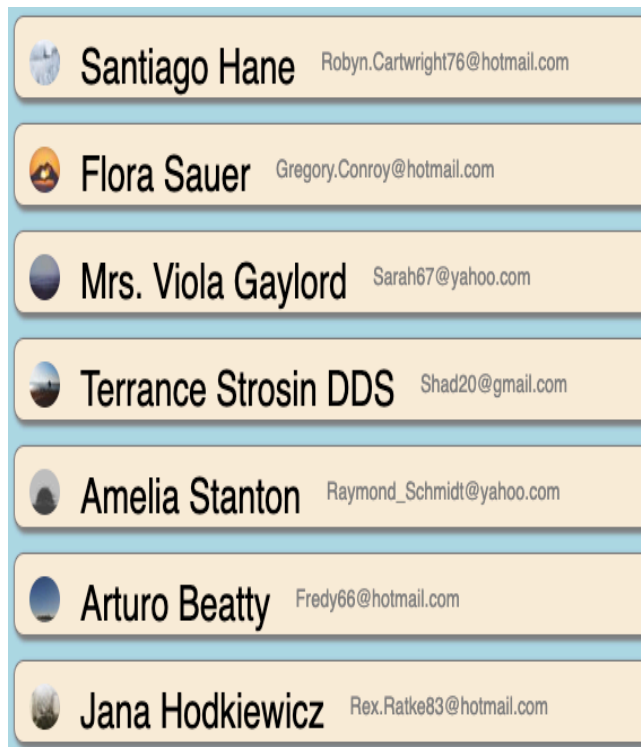 Santiago Hane Robyn.Cartwright76@hotmail.com
Flora Sauer Gregory.Conroy@hotmail.com
Mrs. Viola Gaylord Sarah67@yahoo.com
Terrance Strosin DDS Shad20@gmail.com
Amelia Stanton Raymond_Schmidt@yahoo.com
Arturo Beatty Fredy66@hotmail.com
Jana Hodkiewicz Rex.Ratke83@hotmail.com